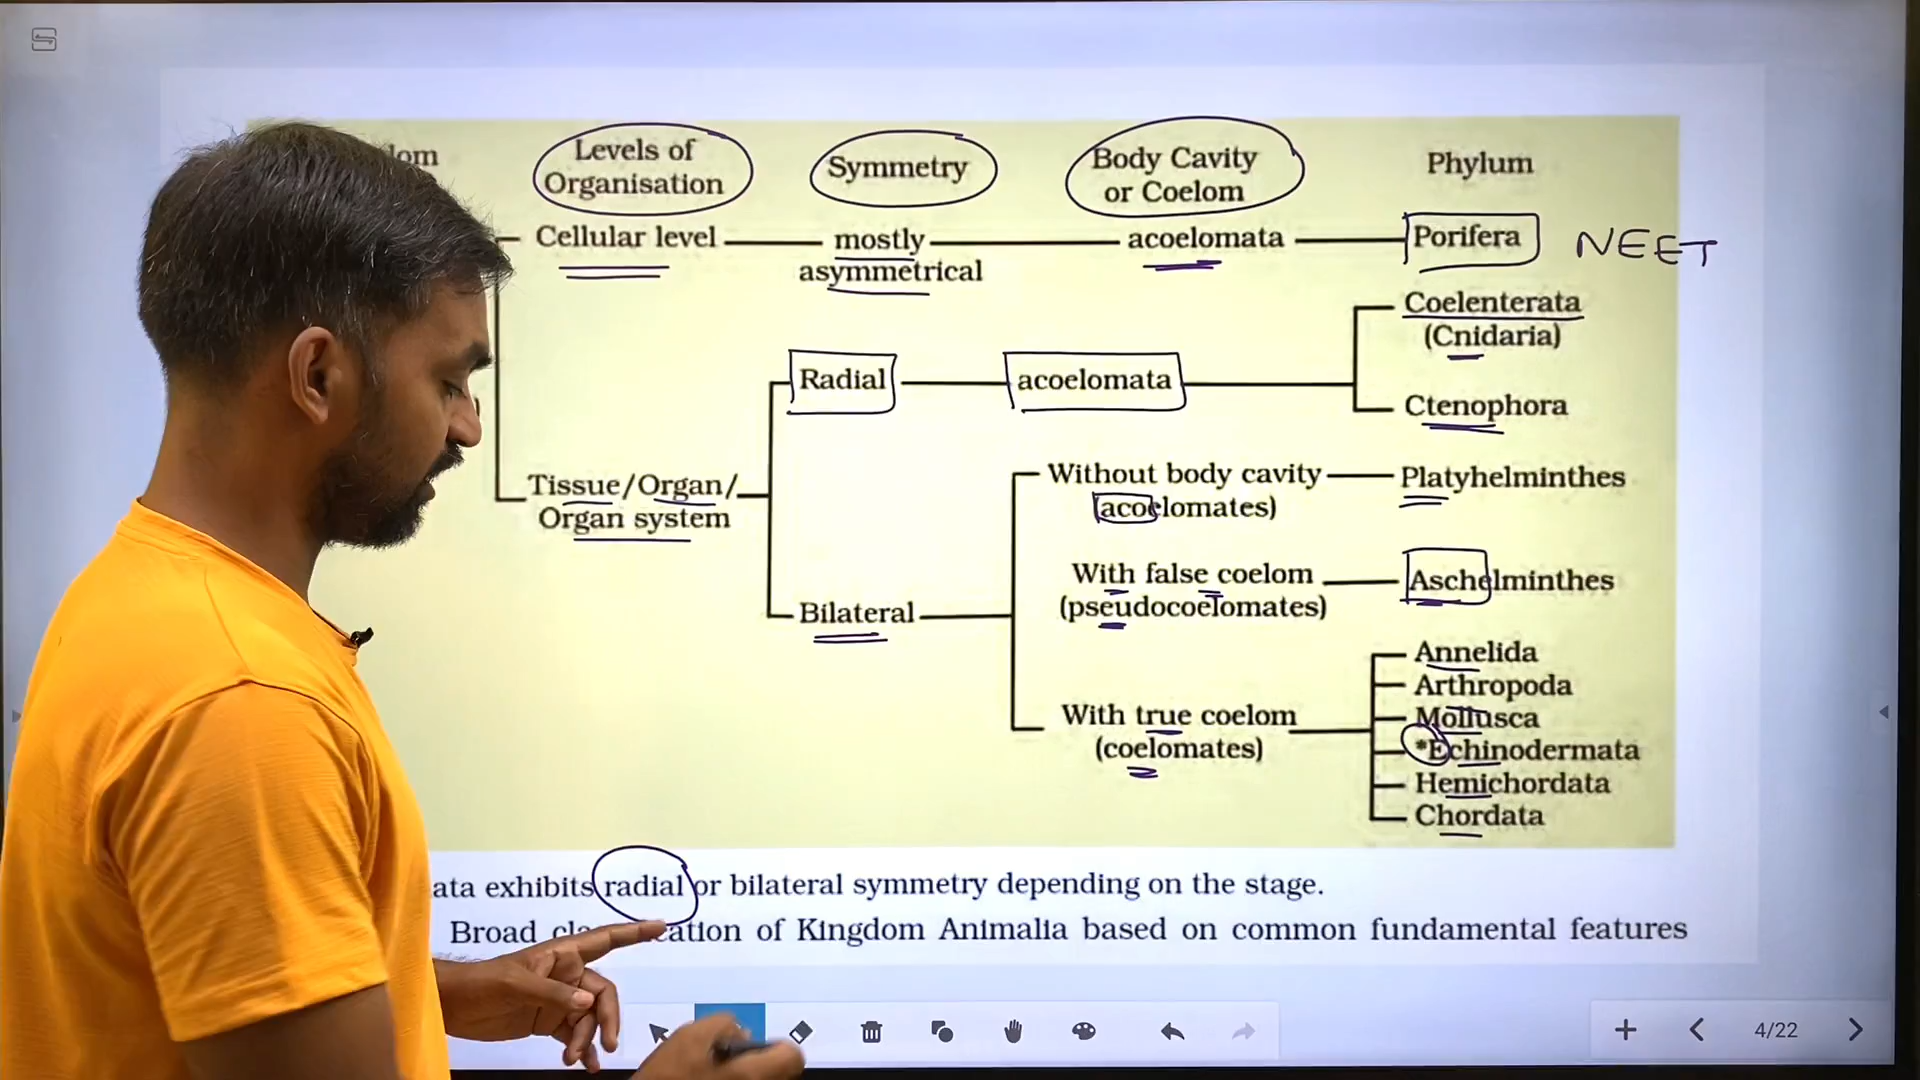 Levels of
Organisation
Symmetry
Body Cavity
or Coelom
Phylum
Cellular level
mostly
asymmetrical
acoelomata
Porifera
NEET
Coelenterata
(Cnidaria)
Radial
acoelomata
Ctenophora
Tissue/Organ/
Organ system
Without body cavity
(acoelomates)
Platyhelminthes
With false coelom
(pseudocoelomates)
Aschelminthes
Bilateral
With true coelom
(coelomates)
Annelida
Arthropoda
Mollusca
*Echinodermata
Hemichordata
Chordata
exhibits radial or bilateral symmetry depending on the stage.
Broad of Kingdom Animalia based on common fundamental features
4/22